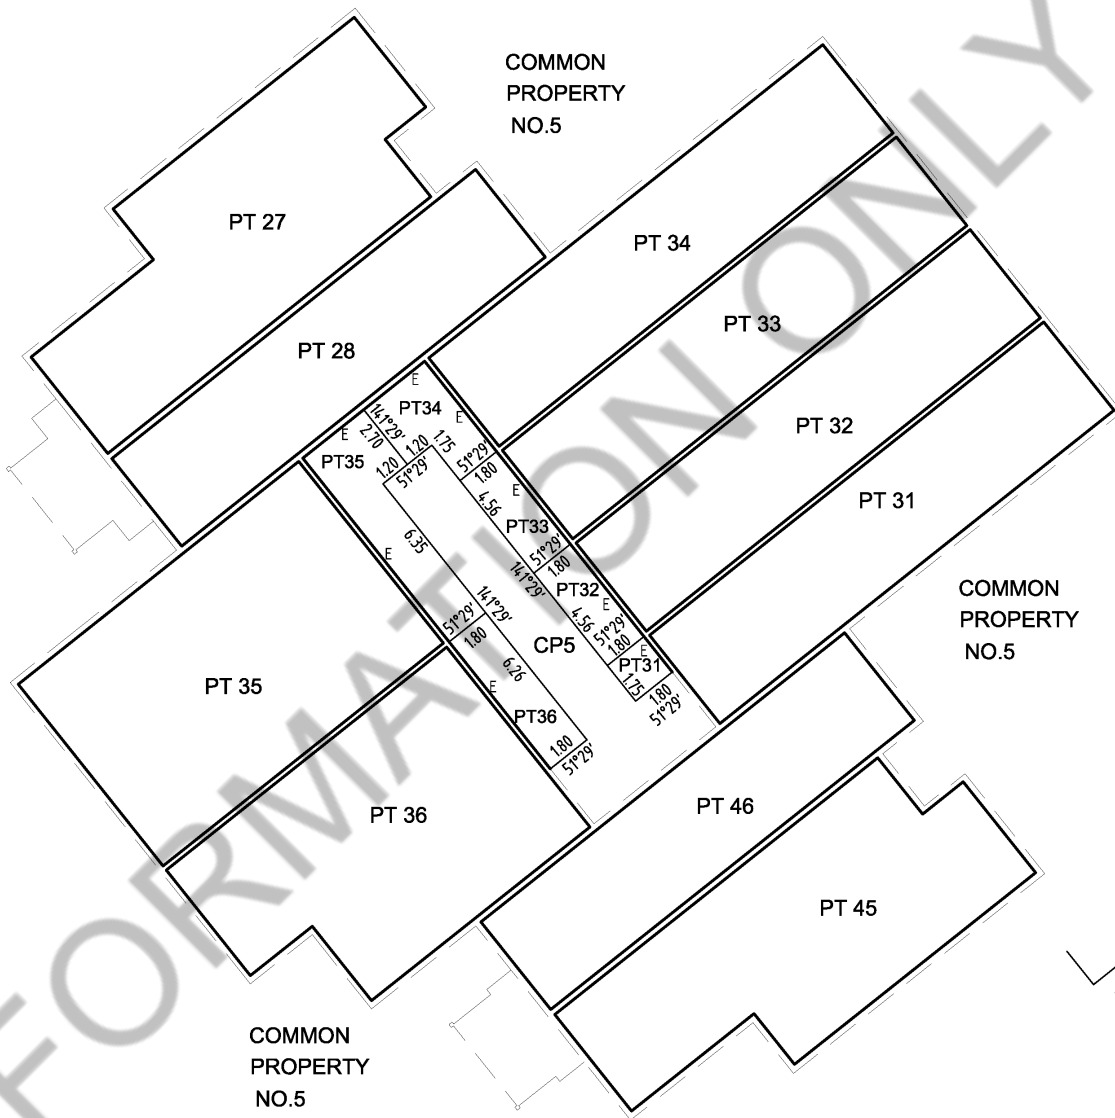 COMMON
PROPERTY
NO.5
PT 27
PT 34
PT 33
PT 28
E
PT34
E
141°29'
2.70
1.20
1.75
E
PT35
1.20
51°29'
51°29'
1.80
E
4.56
PT33
PT 32
PT 31
6.35
E
51°29'
1.80
141°29'
PT32
E
4.56
51°29'
1.80
141°29'
51°29'
1.80
CP5
E
PT31
1.75
1.80
51°29'
6.26
E
PT36
1.80
51°29'
COMMON
PROPERTY
NO.5
PT 35
PT 36
PT 46
PT 45
COMMON
PROPERTY
NO.5
FORMATION ONLY